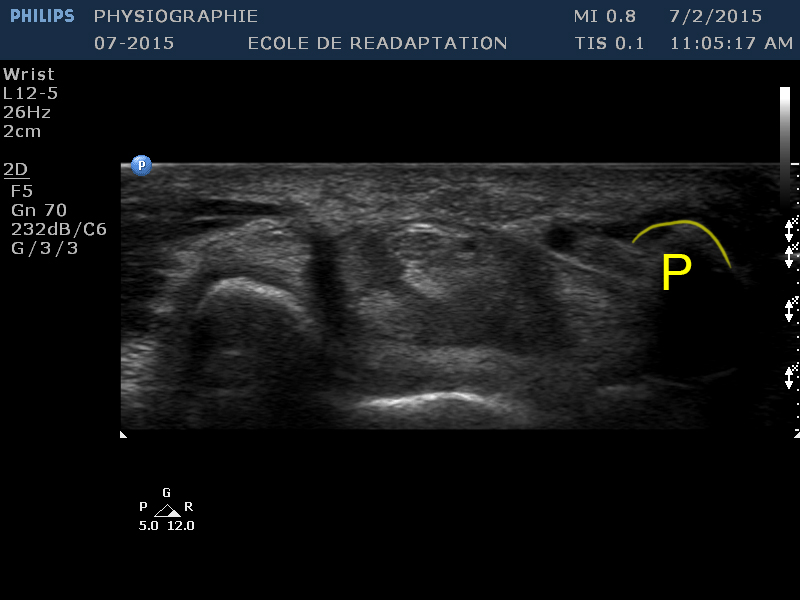 PHILIPS PHYSIOGRAPHIE MI 0.8 7/2/2015
07-2015 ECOLE DE READAPTATION TIS 0.1 11:05:17 AM
Wrist
L12-5
26Hz
2cm
2D
F5
Gn 70
232dB/C6
G/3/3
P
P
G
P R
5.0 12.0